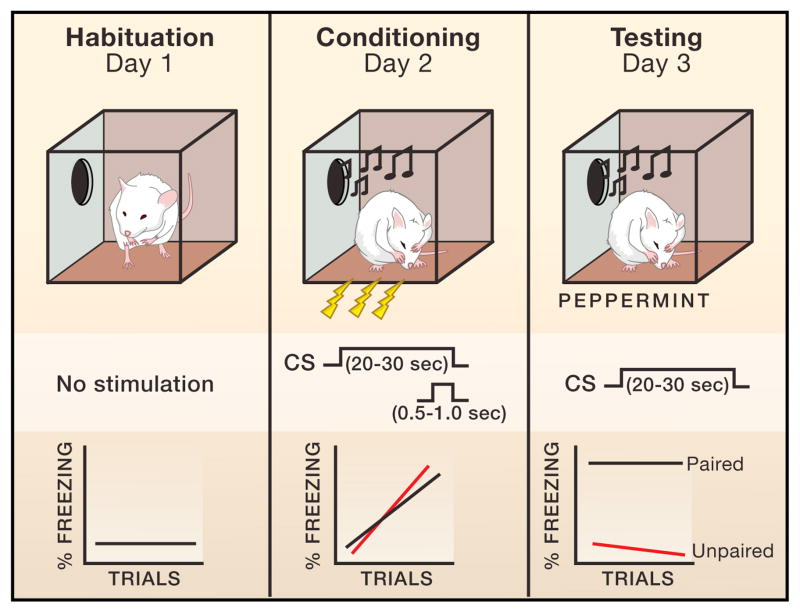 Habituation
Day 1
Conditioning
Day 2
Testing
Day 3
PEPPERMINT
No stimulation
CS
(20-30 sec)
(0.5-1.0 sec)
CS
(20-30 sec)
% FREEZING
TRIALS
% FREEZING
TRIALS
% FREEZING
Paired
Unpaired
TRIALS